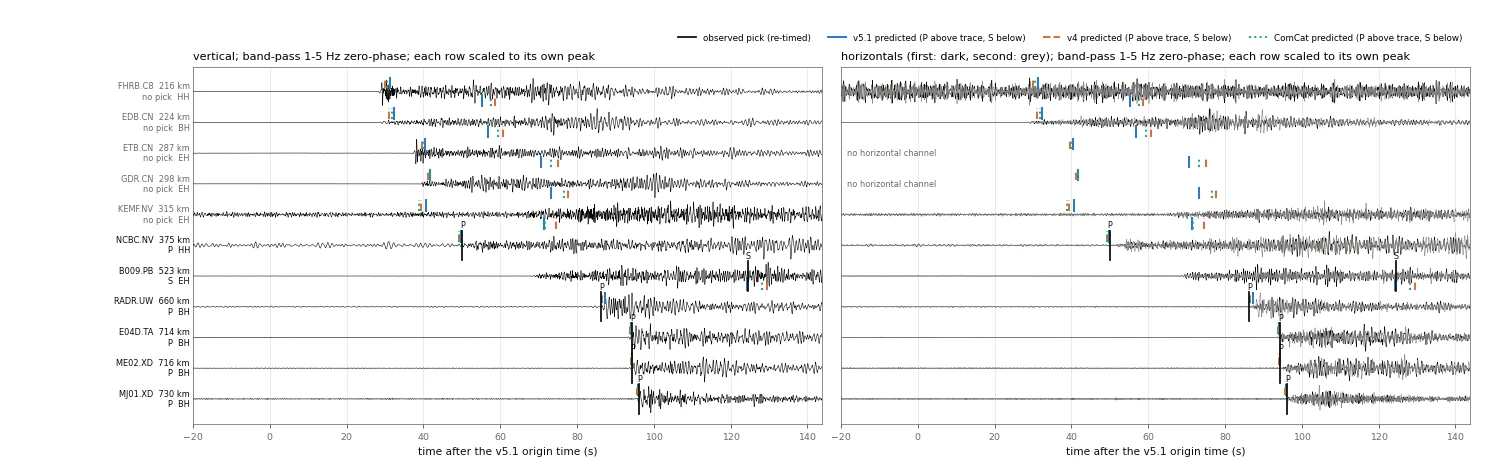 observed pick (re-timed)
v5.1 predicted (P above trace, S below)
v4 predicted (P above trace, S below)
ComCat predicted (P above trace, S below)
vertical; band-pass 1-5 Hz zero-phase; each row scaled to its own peak
horizontals (first: dark, second: grey); band-pass 1-5 Hz zero-phase; each row scaled to its own peak
FHRB.C8 216 km
no pick HH
EDB.CN 224 km
no pick BH
ETB.CN 287 km
no pick EH
GDR.CN 298 km
no pick EH
KEMF.NV 315 km
no pick EH
NCBC.NV 375 km
P HH
B009.PB 523 km
S EH
RADR.UW 660 km
P BH
E04D.TA 714 km
P BH
ME02.XD 716 km
P BH
MJ01.XD 730 km
P BH
P
S
P
P
P
P
no horizontal channel
no horizontal channel
P
S
P
P
P
P
−20 0 20 40 60 80 100 120 140
time after the v5.1 origin time (s)
−20 0 20 40 60 80 100 120 140
time after the v5.1 origin time (s)